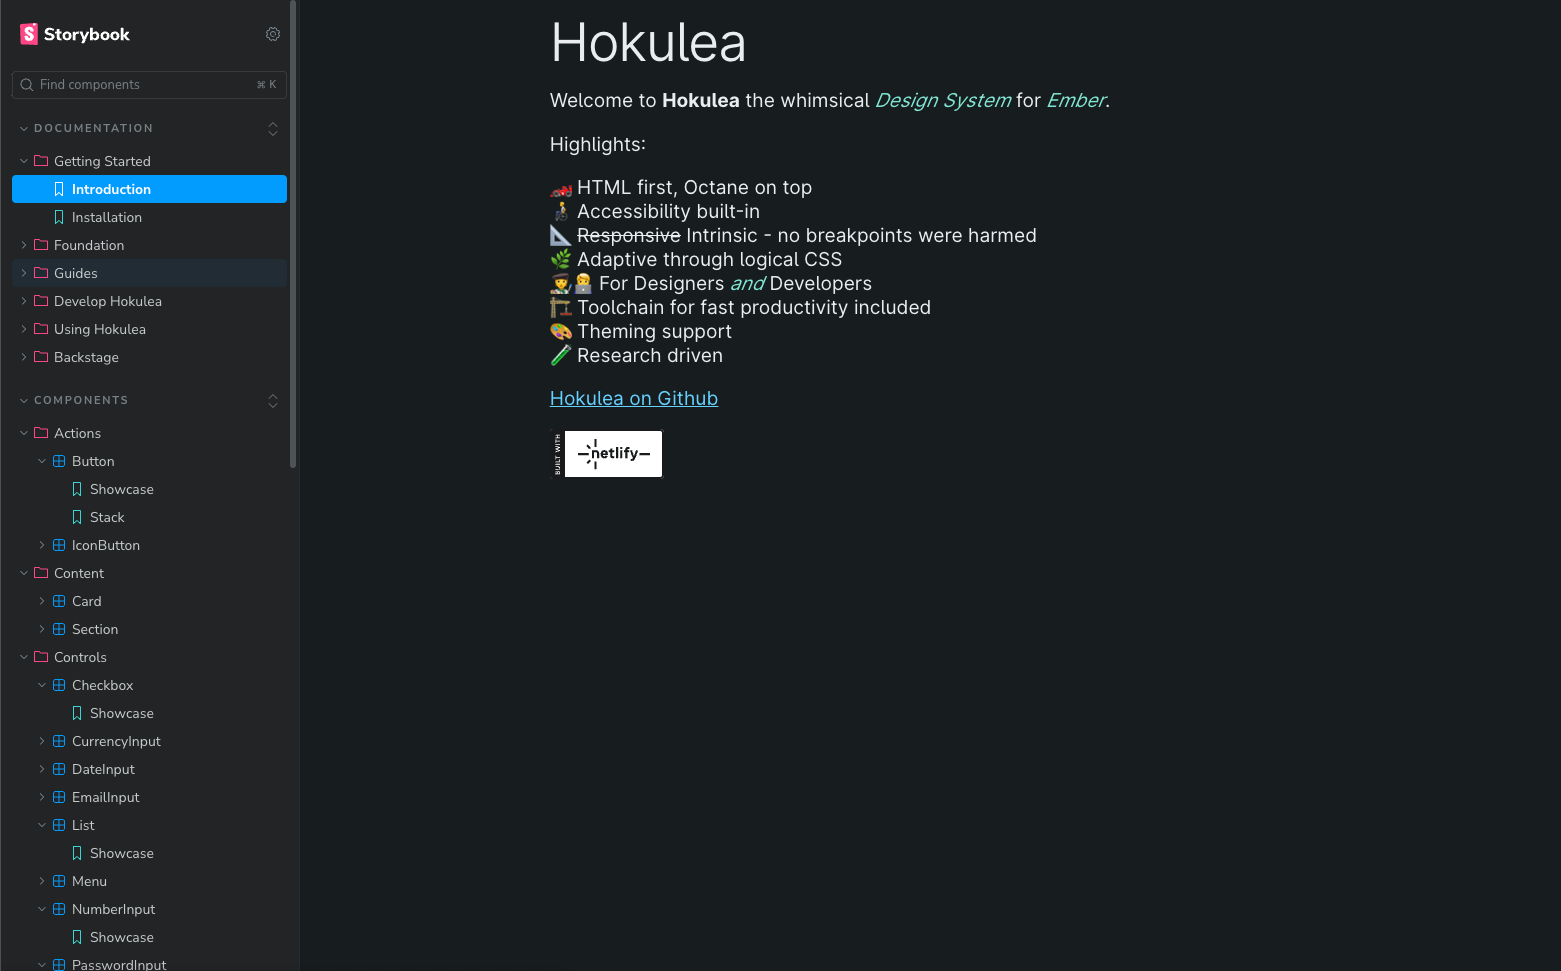 Storybook
Find components
⌘ K
DOCUMENTATION
Getting Started
Introduction
Installation
Foundation
Guides
Develop Hokulea
Using Hokulea
Backstage
COMPONENTS
Actions
Button
Showcase
Stack
IconButton
Content
Card
Section
Controls
Checkbox
Showcase
CurrencyInput
DateInput
EmailInput
List
Showcase
Menu
NumberInput
Showcase
PasswordInput
Hokulea
Welcome to Hokulea the whimsical Design System for Ember.
Highlights:
🏎️ HTML first, Octane on top
👨‍🦽 Accessibility built-in
📐 Responsive Intrinsic - no breakpoints were harmed
🌿 Adaptive through logical CSS
👨‍🎨👨‍💻 For Designers and Developers
🏗️ Toolchain for fast productivity included
🎨 Theming support
🧪 Research driven
Hokulea on Github
BUILT WITH
netlify